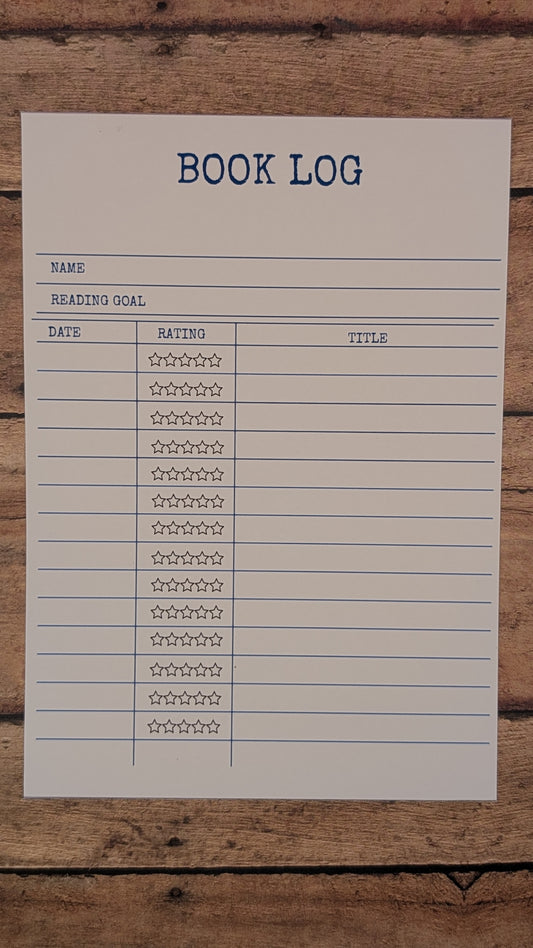 BOOK LOG
NAME
READING GOAL
DATE RATING TITLE